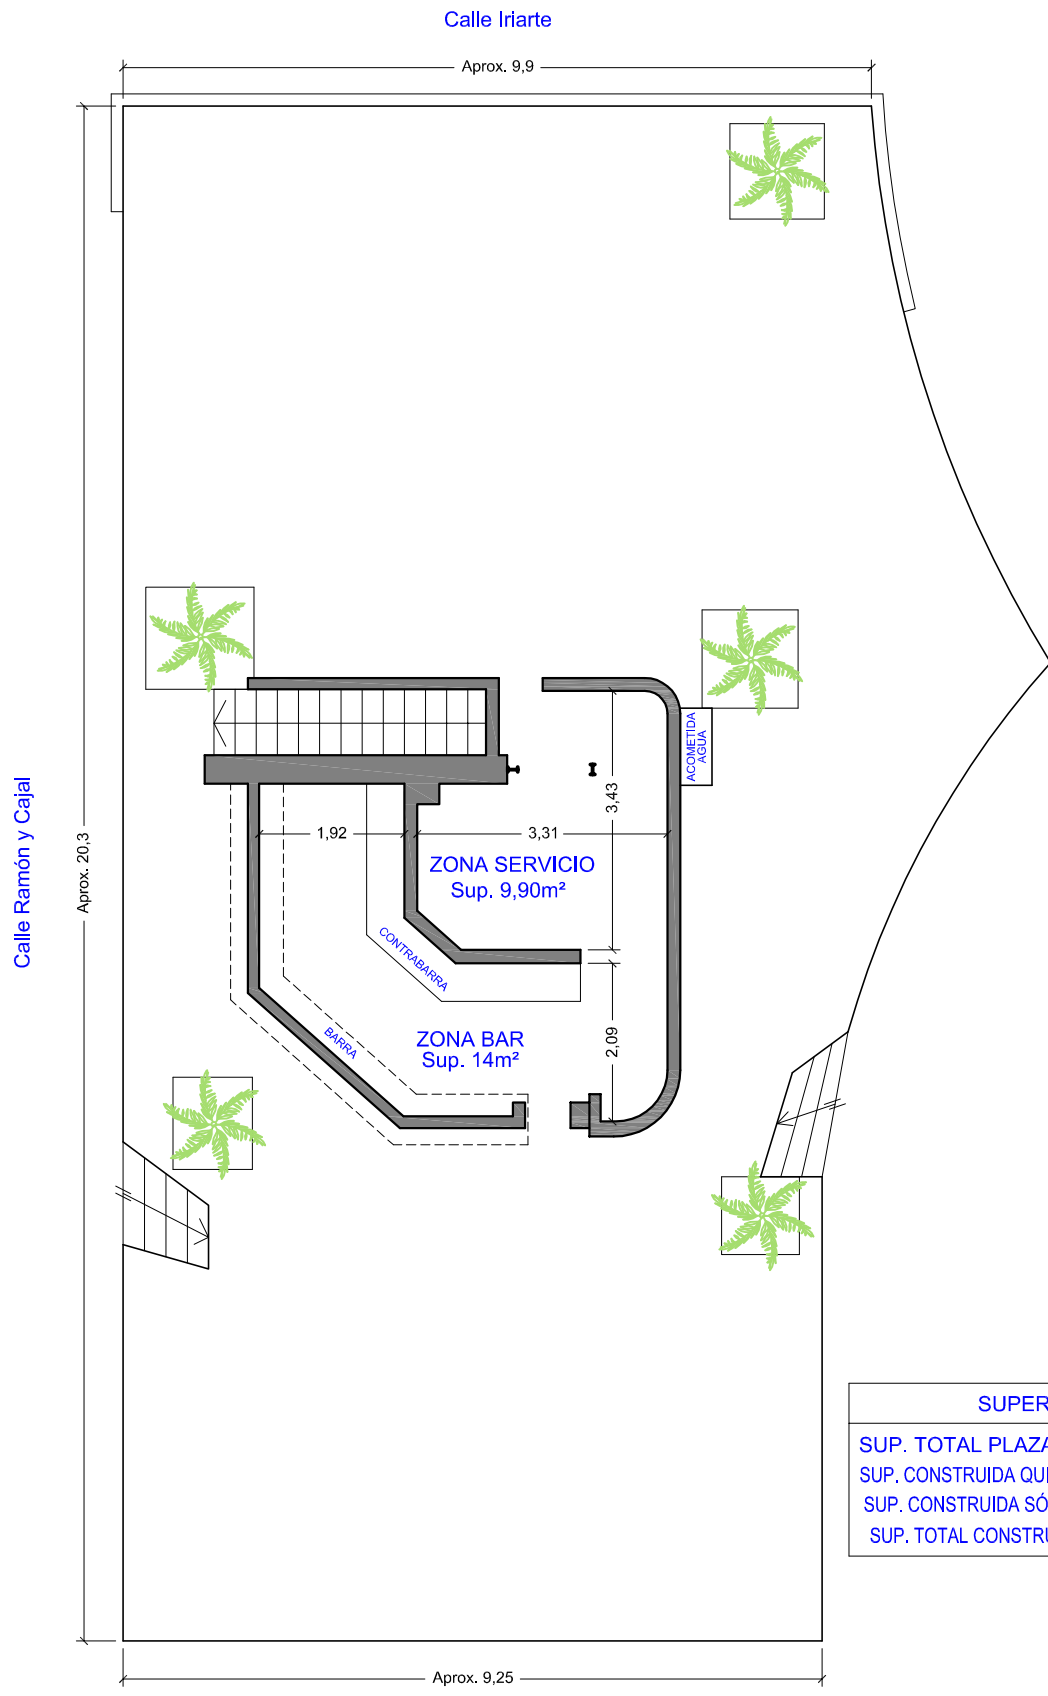 Calle Iriarte
Aprox. 9,9
Calle Ramón y Cajal
Aprox. 20,3
ACOMETIDA
AGUA
3,43
1,92
3,31
ZONA SERVICIO
Sup. 9,90m²
CONTRABARRA
BARRA
ZONA BAR
Sup. 14m²
2,09
SUPER
SUP. TOTAL PLAZA
SUP. CONSTRUIDA QU
SUP. CONSTRUIDA SÓ
SUP. TOTAL CONSTRU
Aprox. 9,25